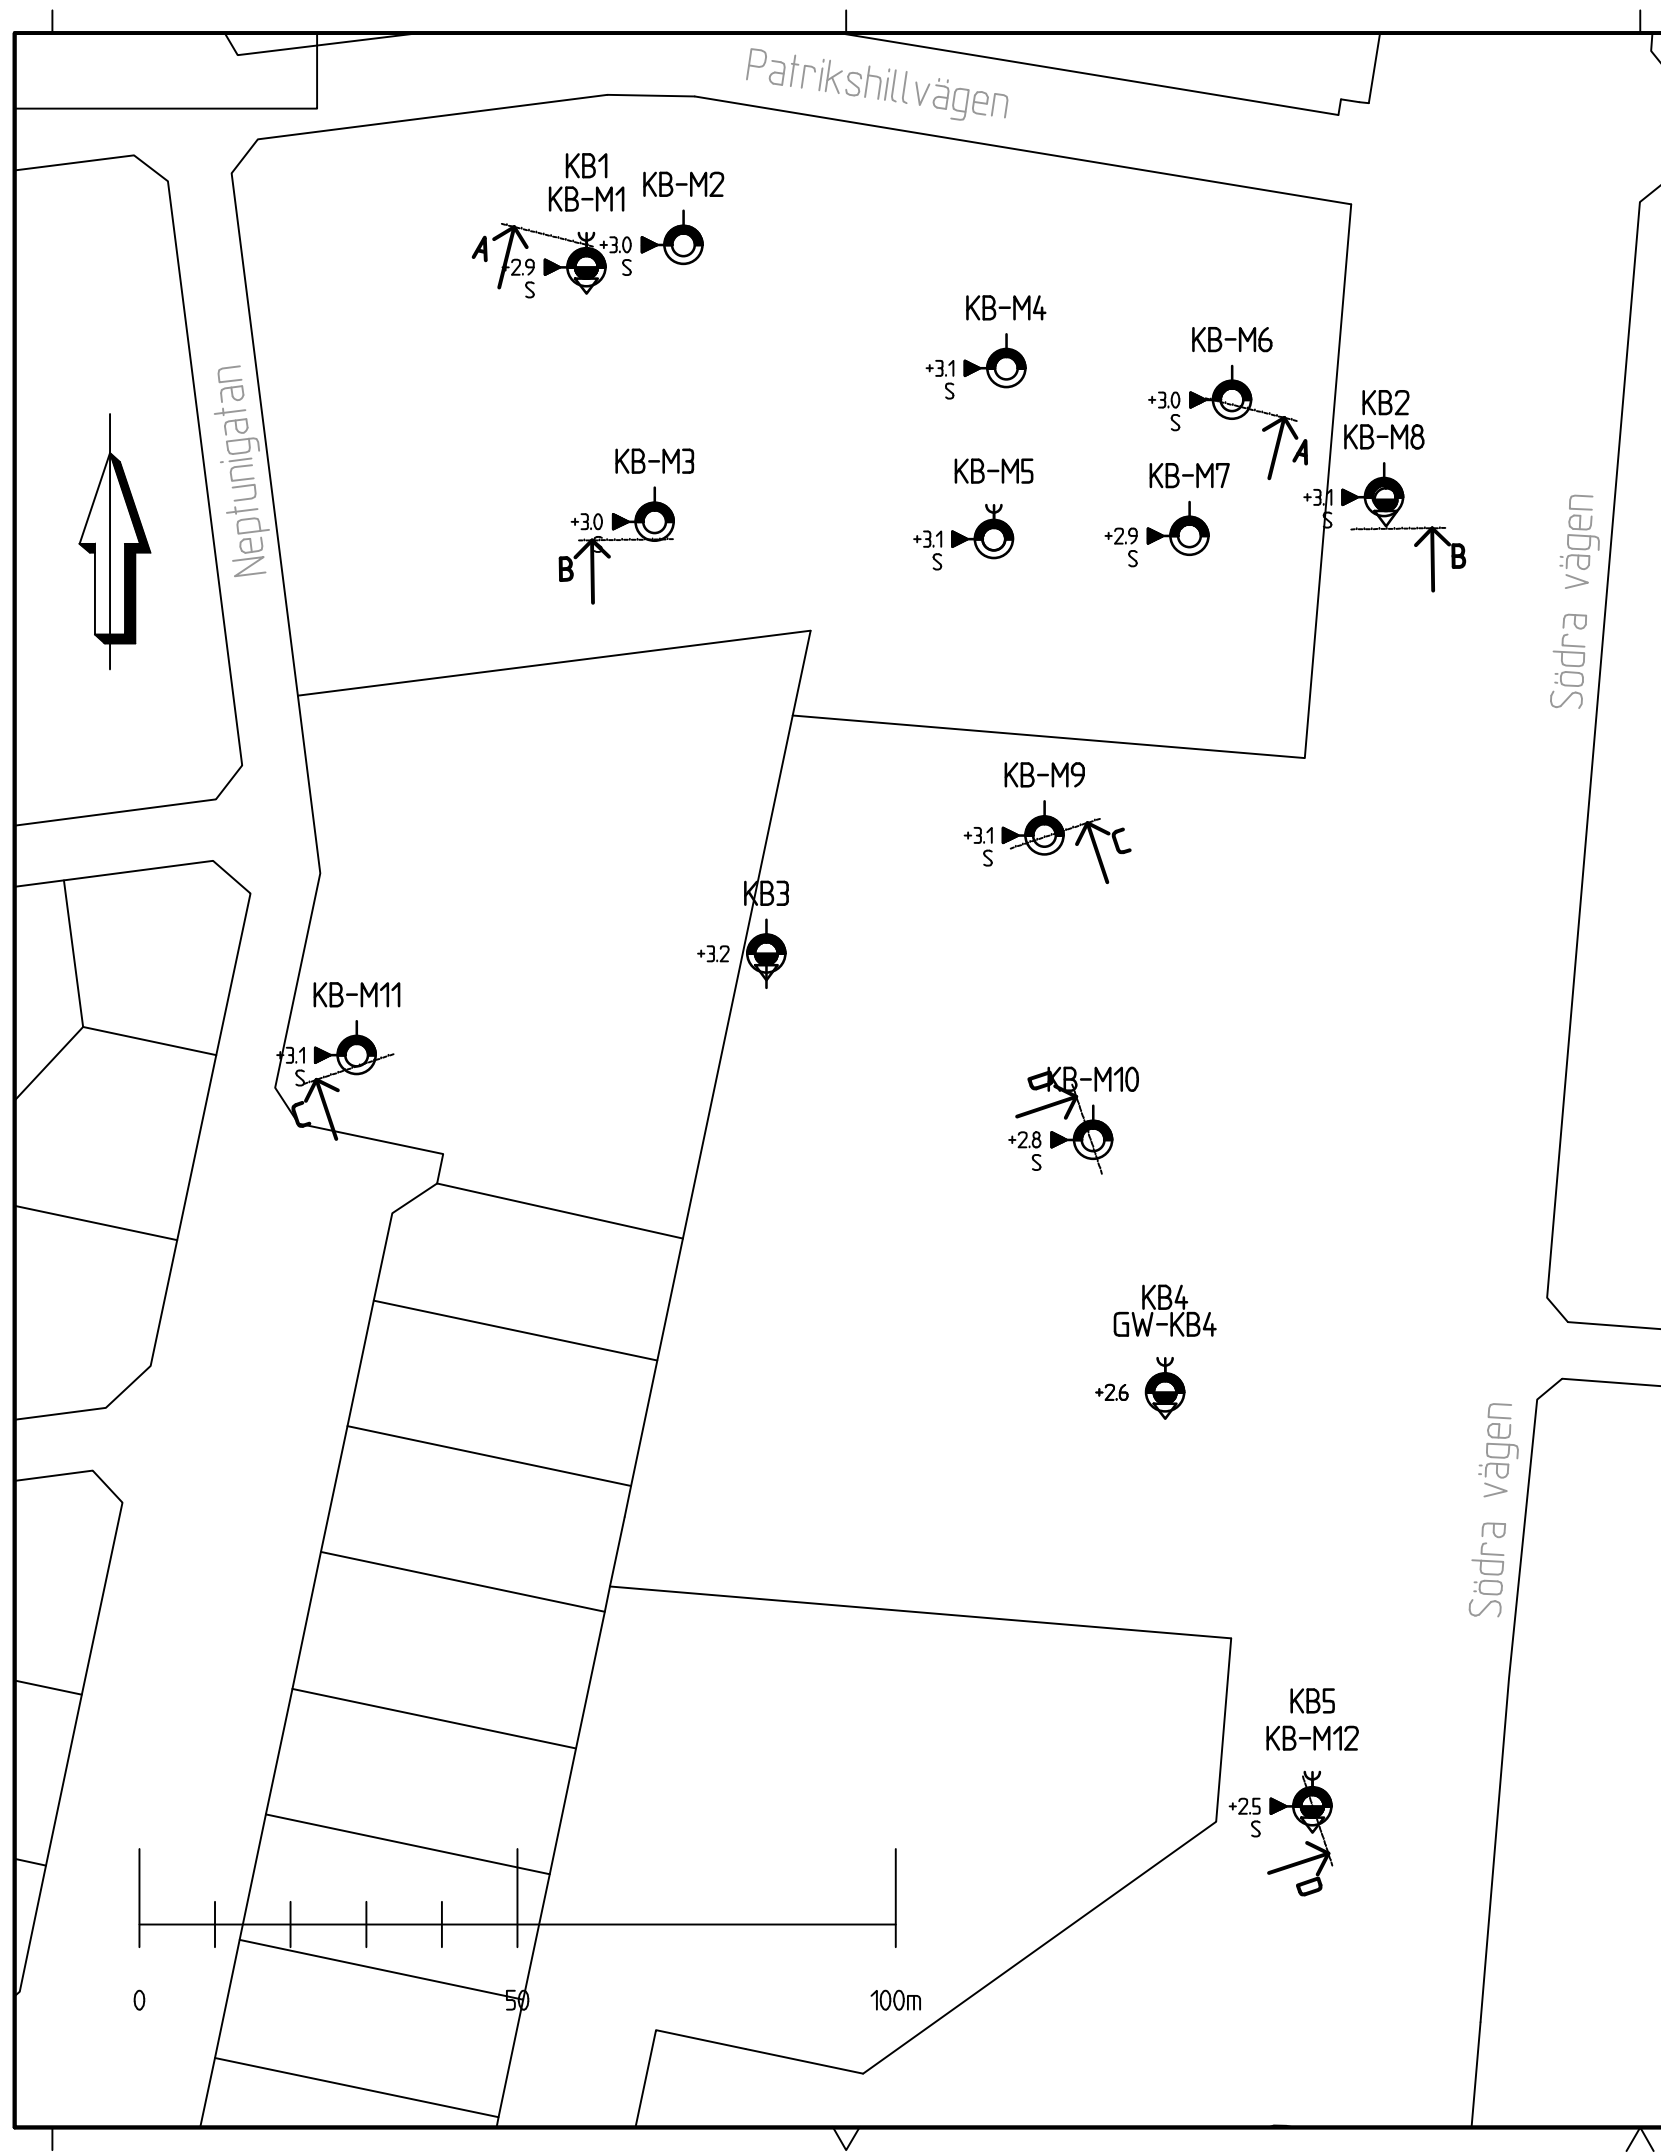 Patrikshillvägen
KB1
KB-M1
KB-M2
A
+3.0
S
+2.9
S
KB-M4
+3.1
S
KB-M6
+3.0
S
A
KB2
KB-M8
+3.1
S
B
Neptunigatan
KB-M3
+3.0
S
B
KB-M5
+3.1
S
KB-M7
+2.9
S
Södra vägen
KB-M9
+3.1
S
C
KB3
+3.2
KB-M11
+3.1
S
C
D
KB-M10
+2.8
S
KB4
GW-KB4
+2.6
Södra vägen
KB5
KB-M12
+2.5
S
D
0
50
100m